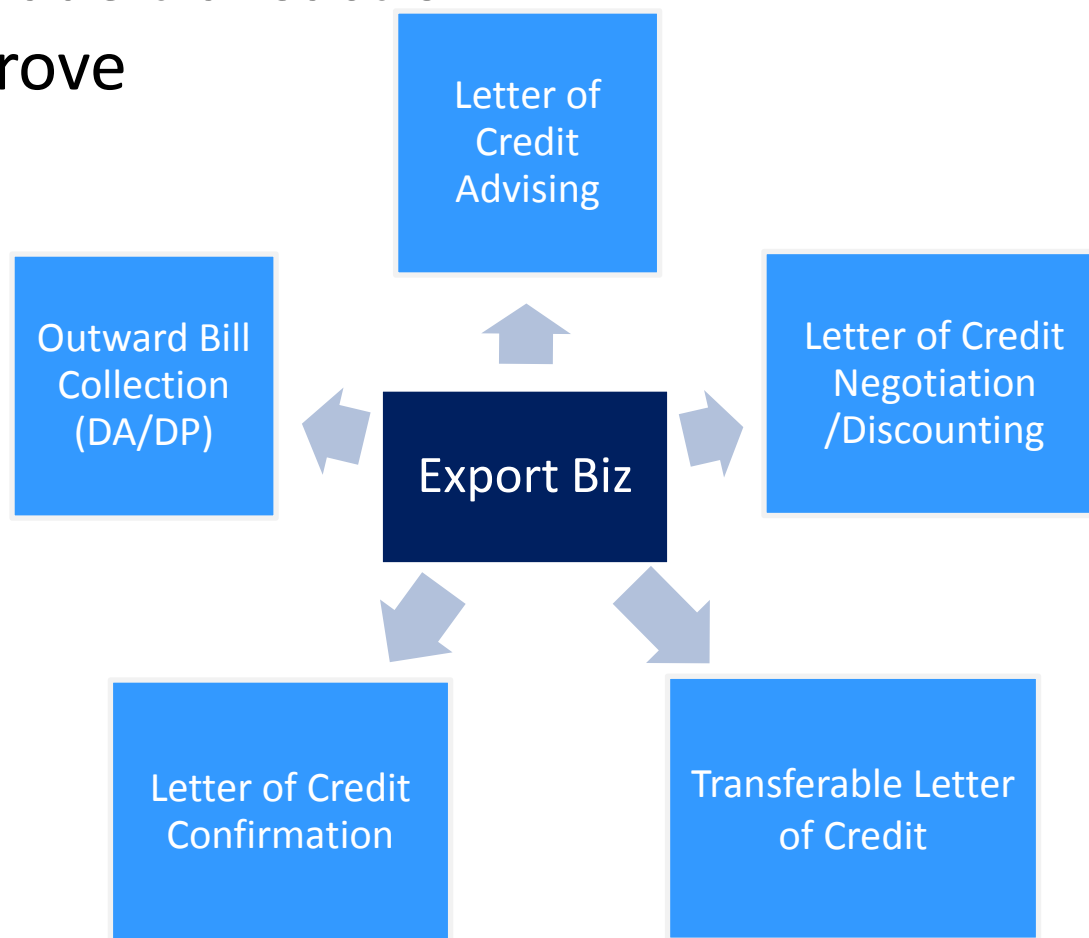 rove
Letter of
Credit
Advising
Outward Bill
Collection
(DA/DP)
Letter of Credit
Negotiation
/Discounting
Export Biz
Letter of Credit
Confirmation
Transferable Letter
of Credit